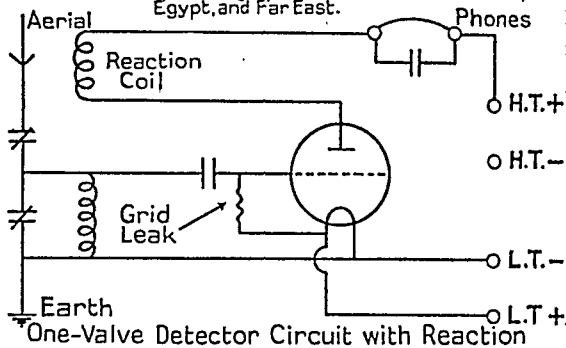 Egypt, and Far East.
Aerial
Phones
Reaction
Coil
H.T.+
H.T.-
Grid
Leak
L.T.-
L.T+
Earth
One-Valve Detector Circuit with Reaction